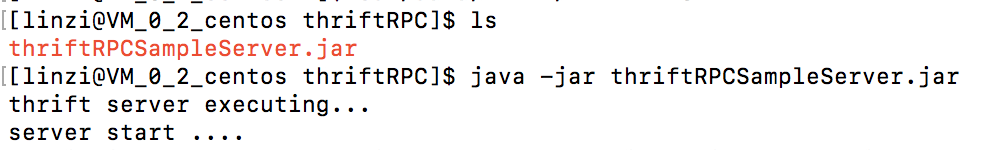 [[linzi@VM_0_2_centos thriftRPC]$ ls
thriftRPCSampleServer.jar
[[linzi@VM_0_2_centos thriftRPC]$ java -jar thriftRPCSampleServer.jar
thrift server executing...
server start ....